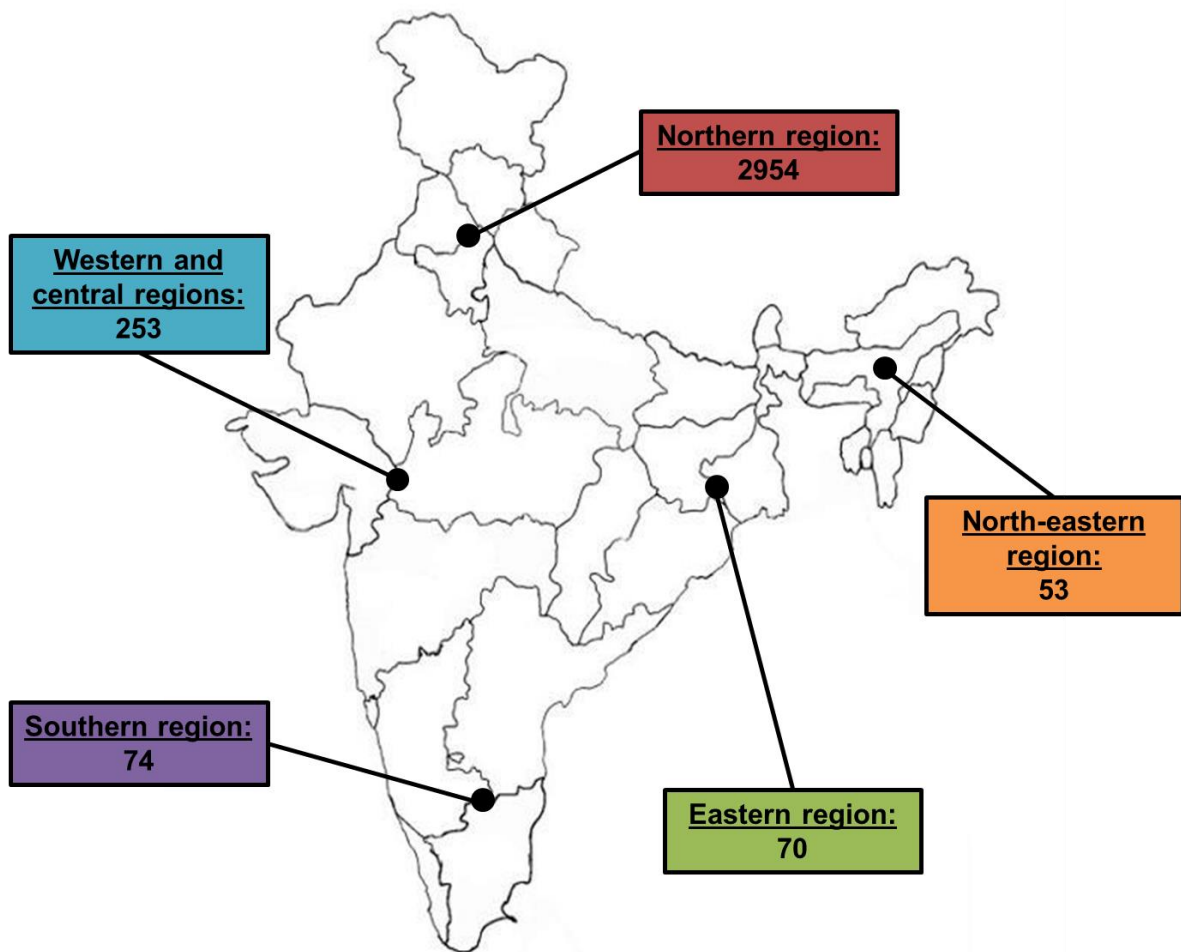 Northern region:
2954
Western and
central regions:
253
North-eastern
region:
53
Southern region:
74
Eastern region:
70